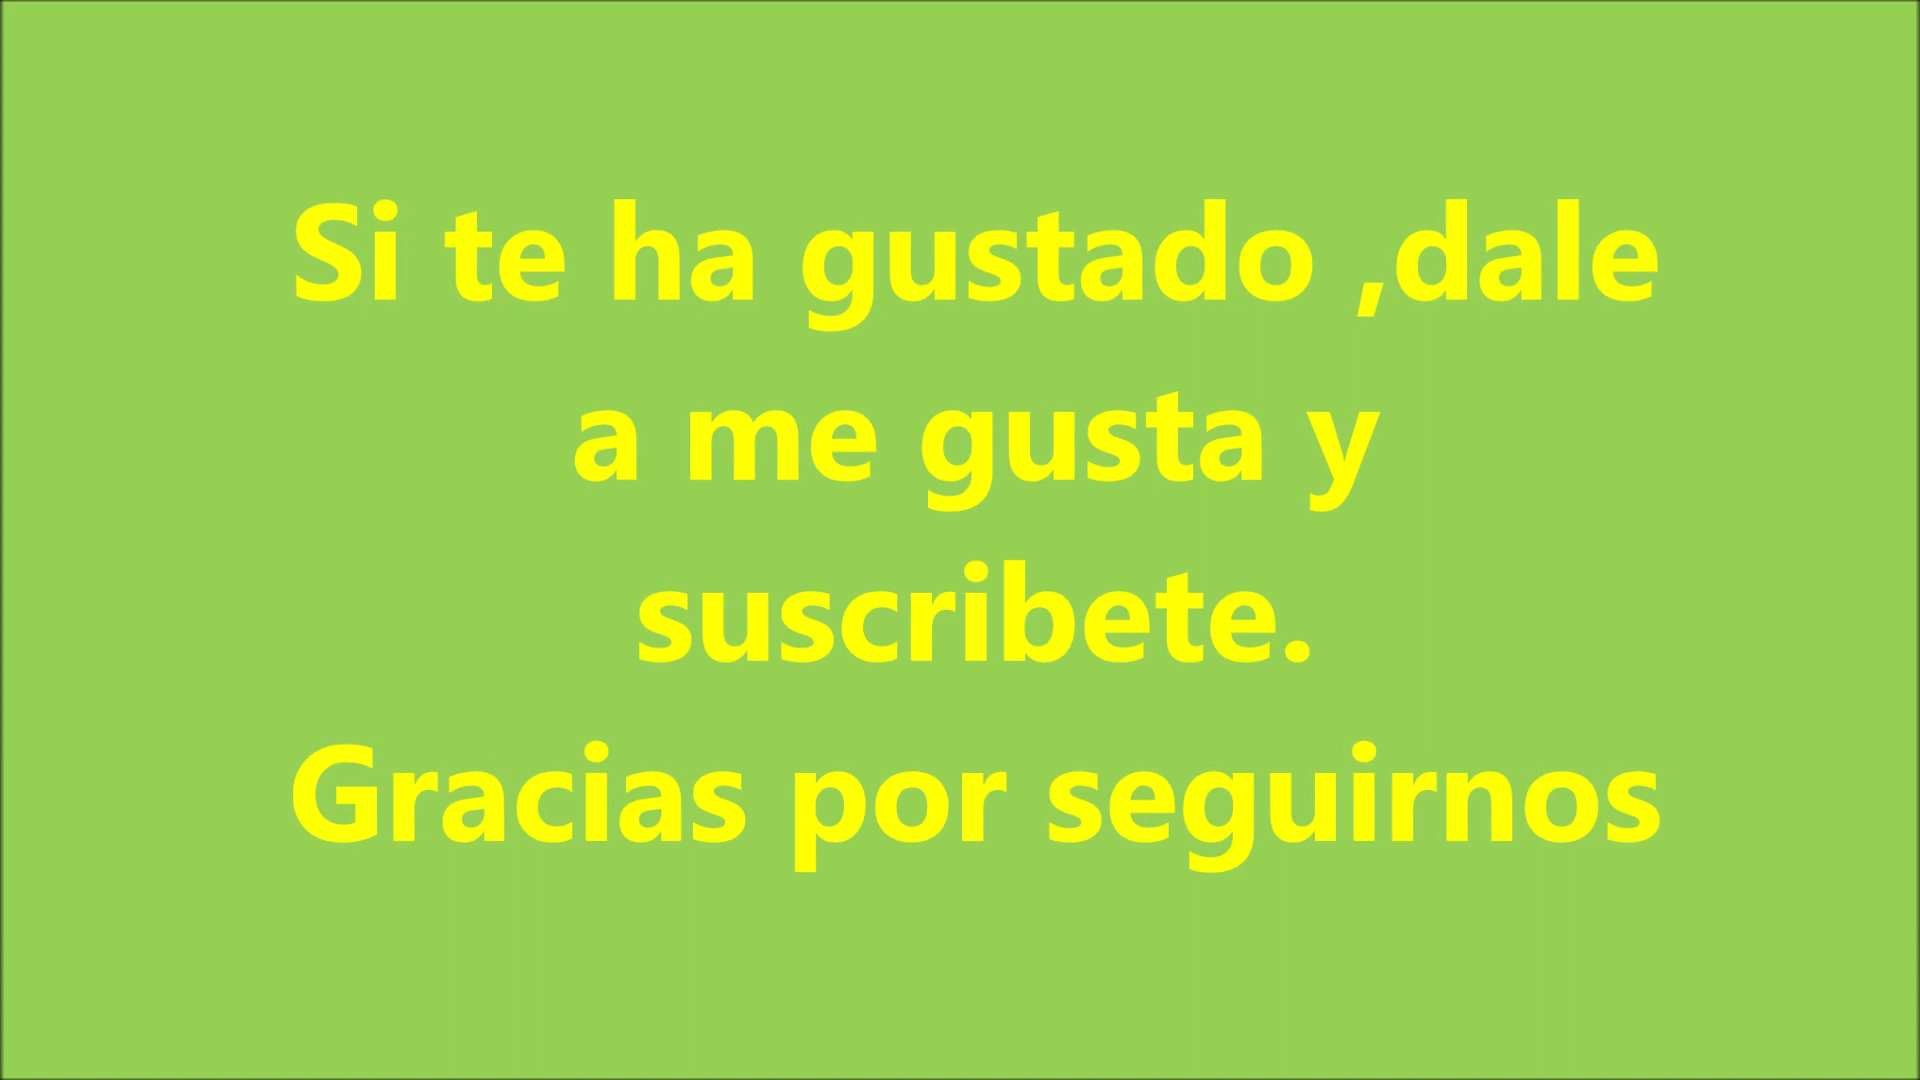 Si te ha gustado ,dale
a me gusta y
suscribete.
Gracias por seguirnos